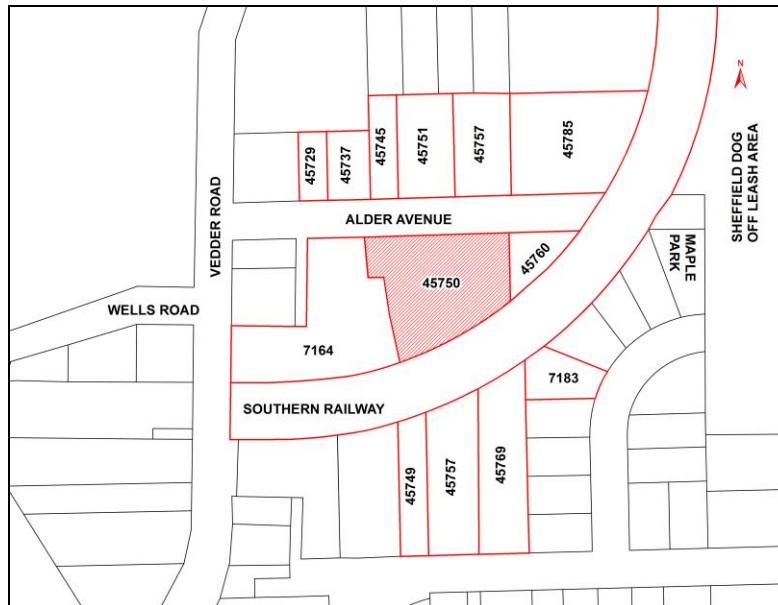 N
45729
45737
45745
45751
45757
45785
SHEFFIELD DOG
OFF LEASH AREA
ALDER AVENUE
VEDDER ROAD
MAPLE
PARK
45760
45750
WELLS ROAD
7164
7183
SOUTHERN RAILWAY
45749
45757
45769